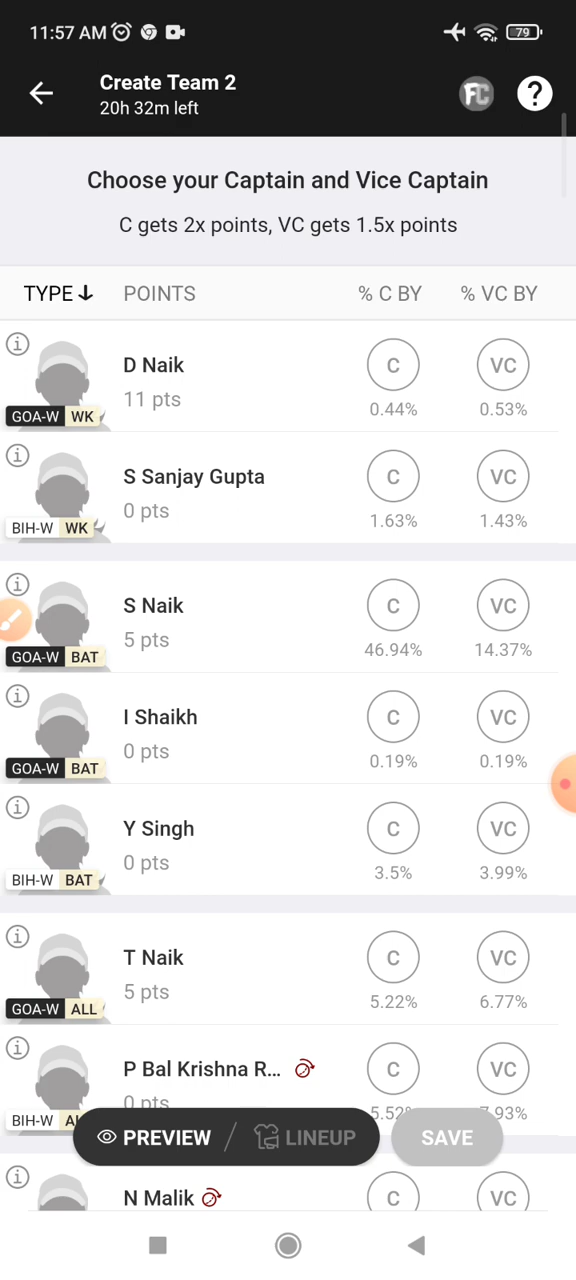 11:57 AM
79
Create Team 2
20h 32m left
FC
?
Choose your Captain and Vice Captain
C gets 2x points, VC gets 1.5x points
TYPE POINTS % C BY % VC BY
D Naik
C VC
11 pts
0.44% 0.53%
GOA-W WK
S Sanjay Gupta
C VC
0 pts
1.63% 1.43%
BIH-W WK
S Naik
C VC
5 pts
46.94% 14.37%
GOA-W BAT
I Shaikh
C VC
0 pts
0.19% 0.19%
GOA-W BAT
Y Singh
C VC
0 pts
3.5% 3.99%
BIH-W BAT
T Naik
C VC
5 pts
5.22% 6.77%
GOA-W ALL
P Bal Krishna R...
C VC
0 pts
BIH-W
PREVIEW LINEUP SAVE
N Malik
C VC